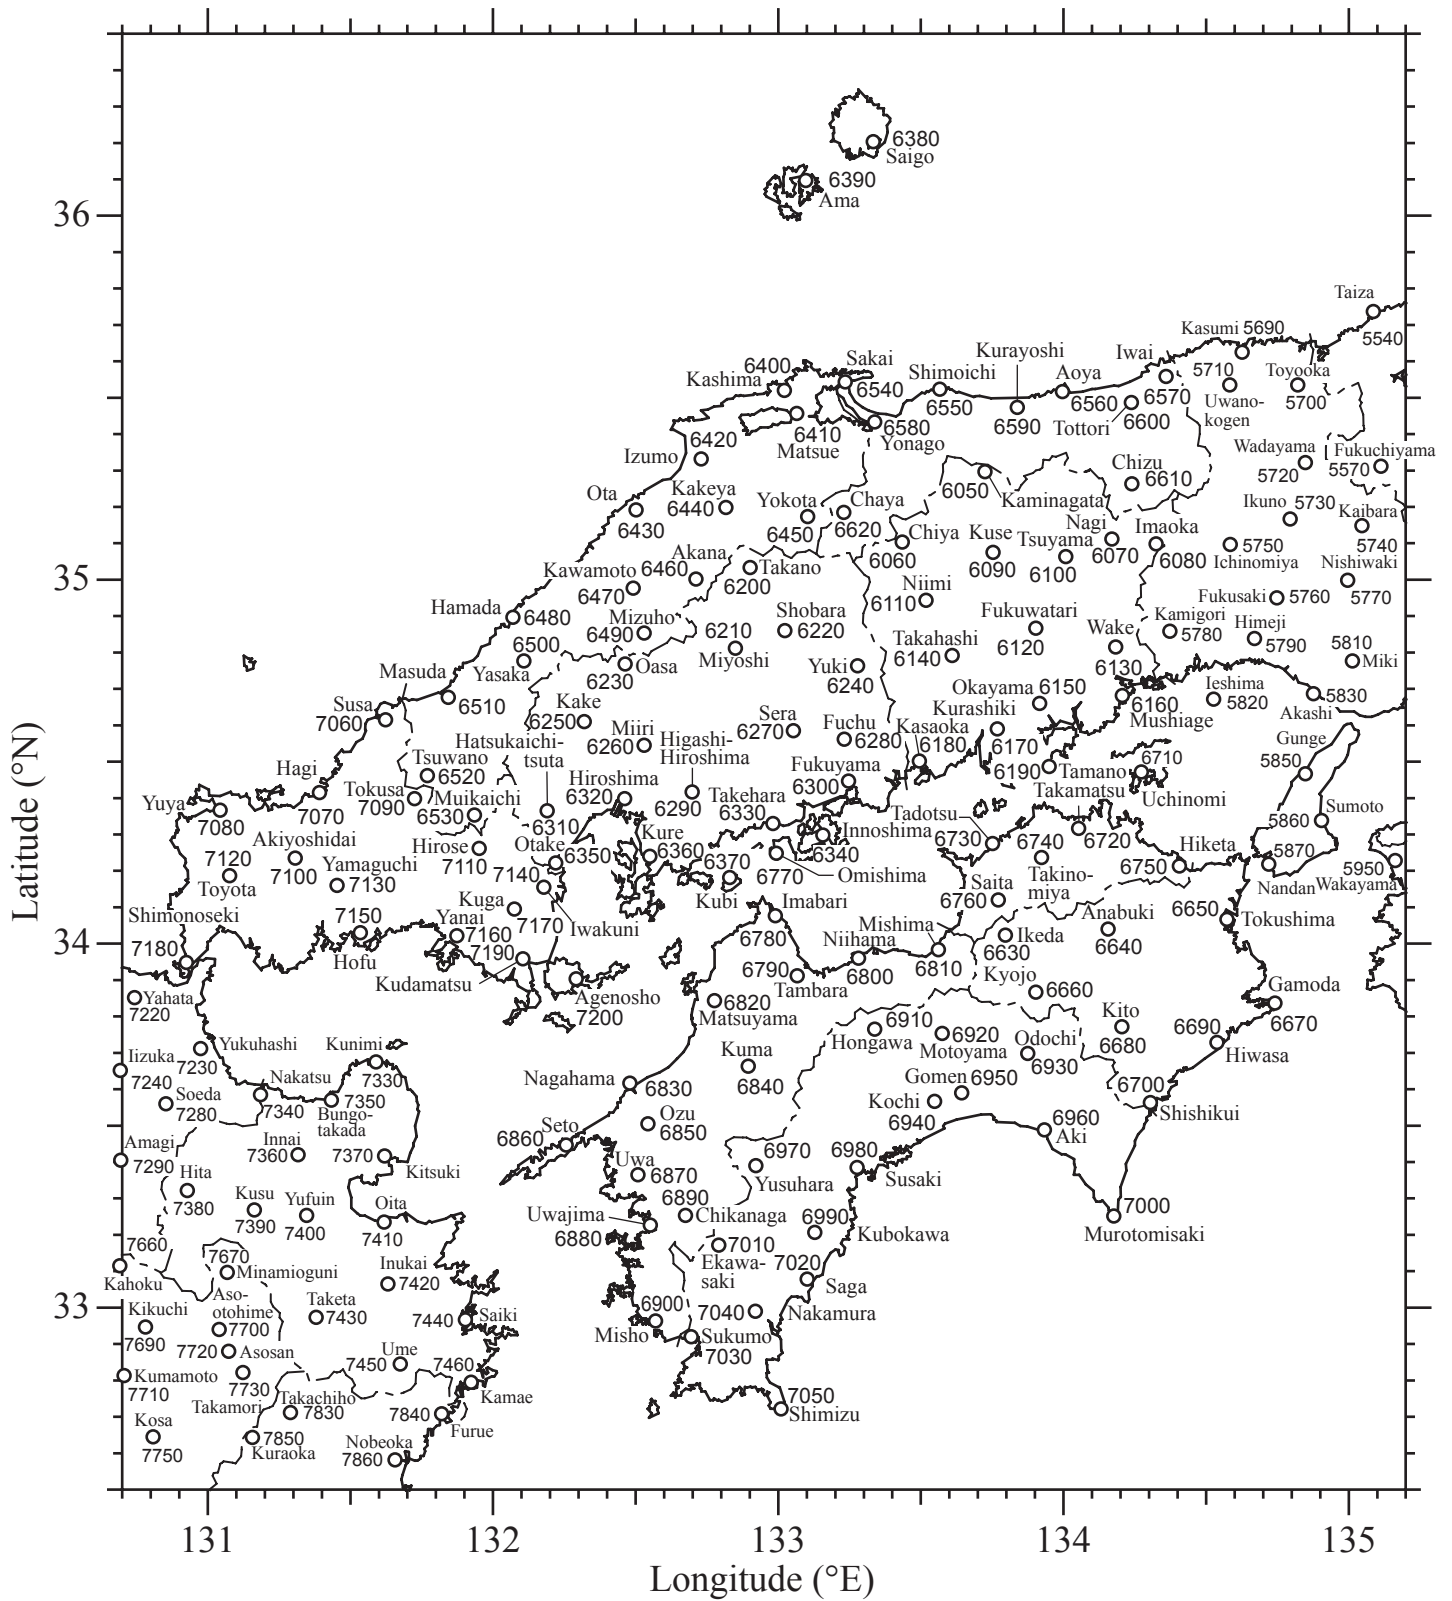 6380
Saigo
6390
Ama
36
Taiza
5540
Kasumi 5690
Kurayoshi
Iwai
5710
Toyooka
5700
Uwano-
kogen
Sakai
6540
6400
Kashima
Shimoichi
6550
Aoya
6560
6570
6590
Tottori
6600
6410
Matsue
6580
Yonago
6420
Izumo
Wadayama
5720
Fukuchiyama
5570
Chizu
6610
6050
Kaminagata
Ota
6430
Kakeya
6440
Yokota
6450
Chaya
6620
Ikuno 5730
Kaibara
5740
Nagi
6070
Imaoka
6080
Chiya
6060
Kuse
6090
Tsuyama
6100
5750
Ichinomiya
Nishiwaki
5770
35
Akana
6460
Takano
6200
Kawamoto
6470
Niimi
6110
Fukusaki
5760
Hamada
6480
Mizuho
6490
6210
Miyoshi
Shobara
6220
Fukuwatari
6120
Kamigori
5780
Himeji
5790
5810
Miki
6500
Yasaka
Oasa
6230
Takahashi
6140
Wake
6130
Yuki
6240
Masuda
6510
Susa
7060
Kake
6250
Okayama 6150
6160
Mushiage
Ieshima
5820
5830
Akashi
Miiri
6260
Sera
6270
Fuchu
6280
Kasaoka
6180
Kurashiki
6170
Gunge
5850
Hatsukaichi-
tsuta
6310
Higashi-
Hiroshima
6290
Tsuwano
6520
6190
Tamano
6710
Uchinomi
Hagi
7070
Tokusa
7090
Muikaichi
6530
Hiroshima
6320
Fukuyama
6300
Takamatsu
6720
Sumoto
5860
Yuya
7080
Takehara
6330
Innoshima
6340
Tadotsu
6730
6740
Takino-
miya
Akiyoshidai
7100
Hirose
7110
Otake
6350
Kure
6360
6370
Kubi
6770
Omishima
Hiketa
6750
5870
Nandan
5950
Wakayama
7120
Toyota
Yamaguchi
7130
7140
Iwakuni
Saita
6760
Shimonoseki
7180
7150
Hofu
Yanai
7160
Kuga
7170
Imabari
6780
Mishima
6810
Ikeda
6630
Anabuki
6640
6650
Tokushima
34
7190
Kudamatsu
Niihama
6800
6790
Tambara
Yahata
7220
Agenosho
7200
6820
Matsuyama
Kyojo
6660
Gamoda
6670
Yukuhashi
7230
Kunimi
7330
6910
Hongawa
6920
Motoyama
Odochi
6930
Kito
6680
6690
Hiwasa
Iizuka
7240
Kuma
6840
Soeda
7280
Nakatsu
7340
7350
Bungo-
takada
Nagahama
6830
Gomen
6950
Kochi
6940
6700
Shishikui
Amagi
7290
Innai
7360
7370
Kitsuki
6860
Seto
Ozu
6850
6960
Aki
Hita
7380
Uwa
6870
6970
Yusuhara
6980
Susaki
Kusu
7390
Yufuin
7400
Oita
7410
Uwajima
6880
6890
Chikanaga
6990
Kubokawa
7000
Murotomisaki
7660
Kahoku
7670
Minamioguni
Inukai
7420
7010
Ekawa-
saki
7020
Saga
33
Kikuchi
7690
Aso-
otohime
7700
Taketa
7430
7440
Saiki
6900
Misho
Sukumo
7030
7040
Nakamura
7720
Asosan
Kumamoto
7710
7730
Takamori
Ume
7450
7460
Kamae
7050
Shimizu
Takachiho
7830
7840
Furue
Kosa
7750
7850
Kuraoka
Nobeoka
7860
131
132
133
134
135
Longitude (°E)
Latitude (°N)